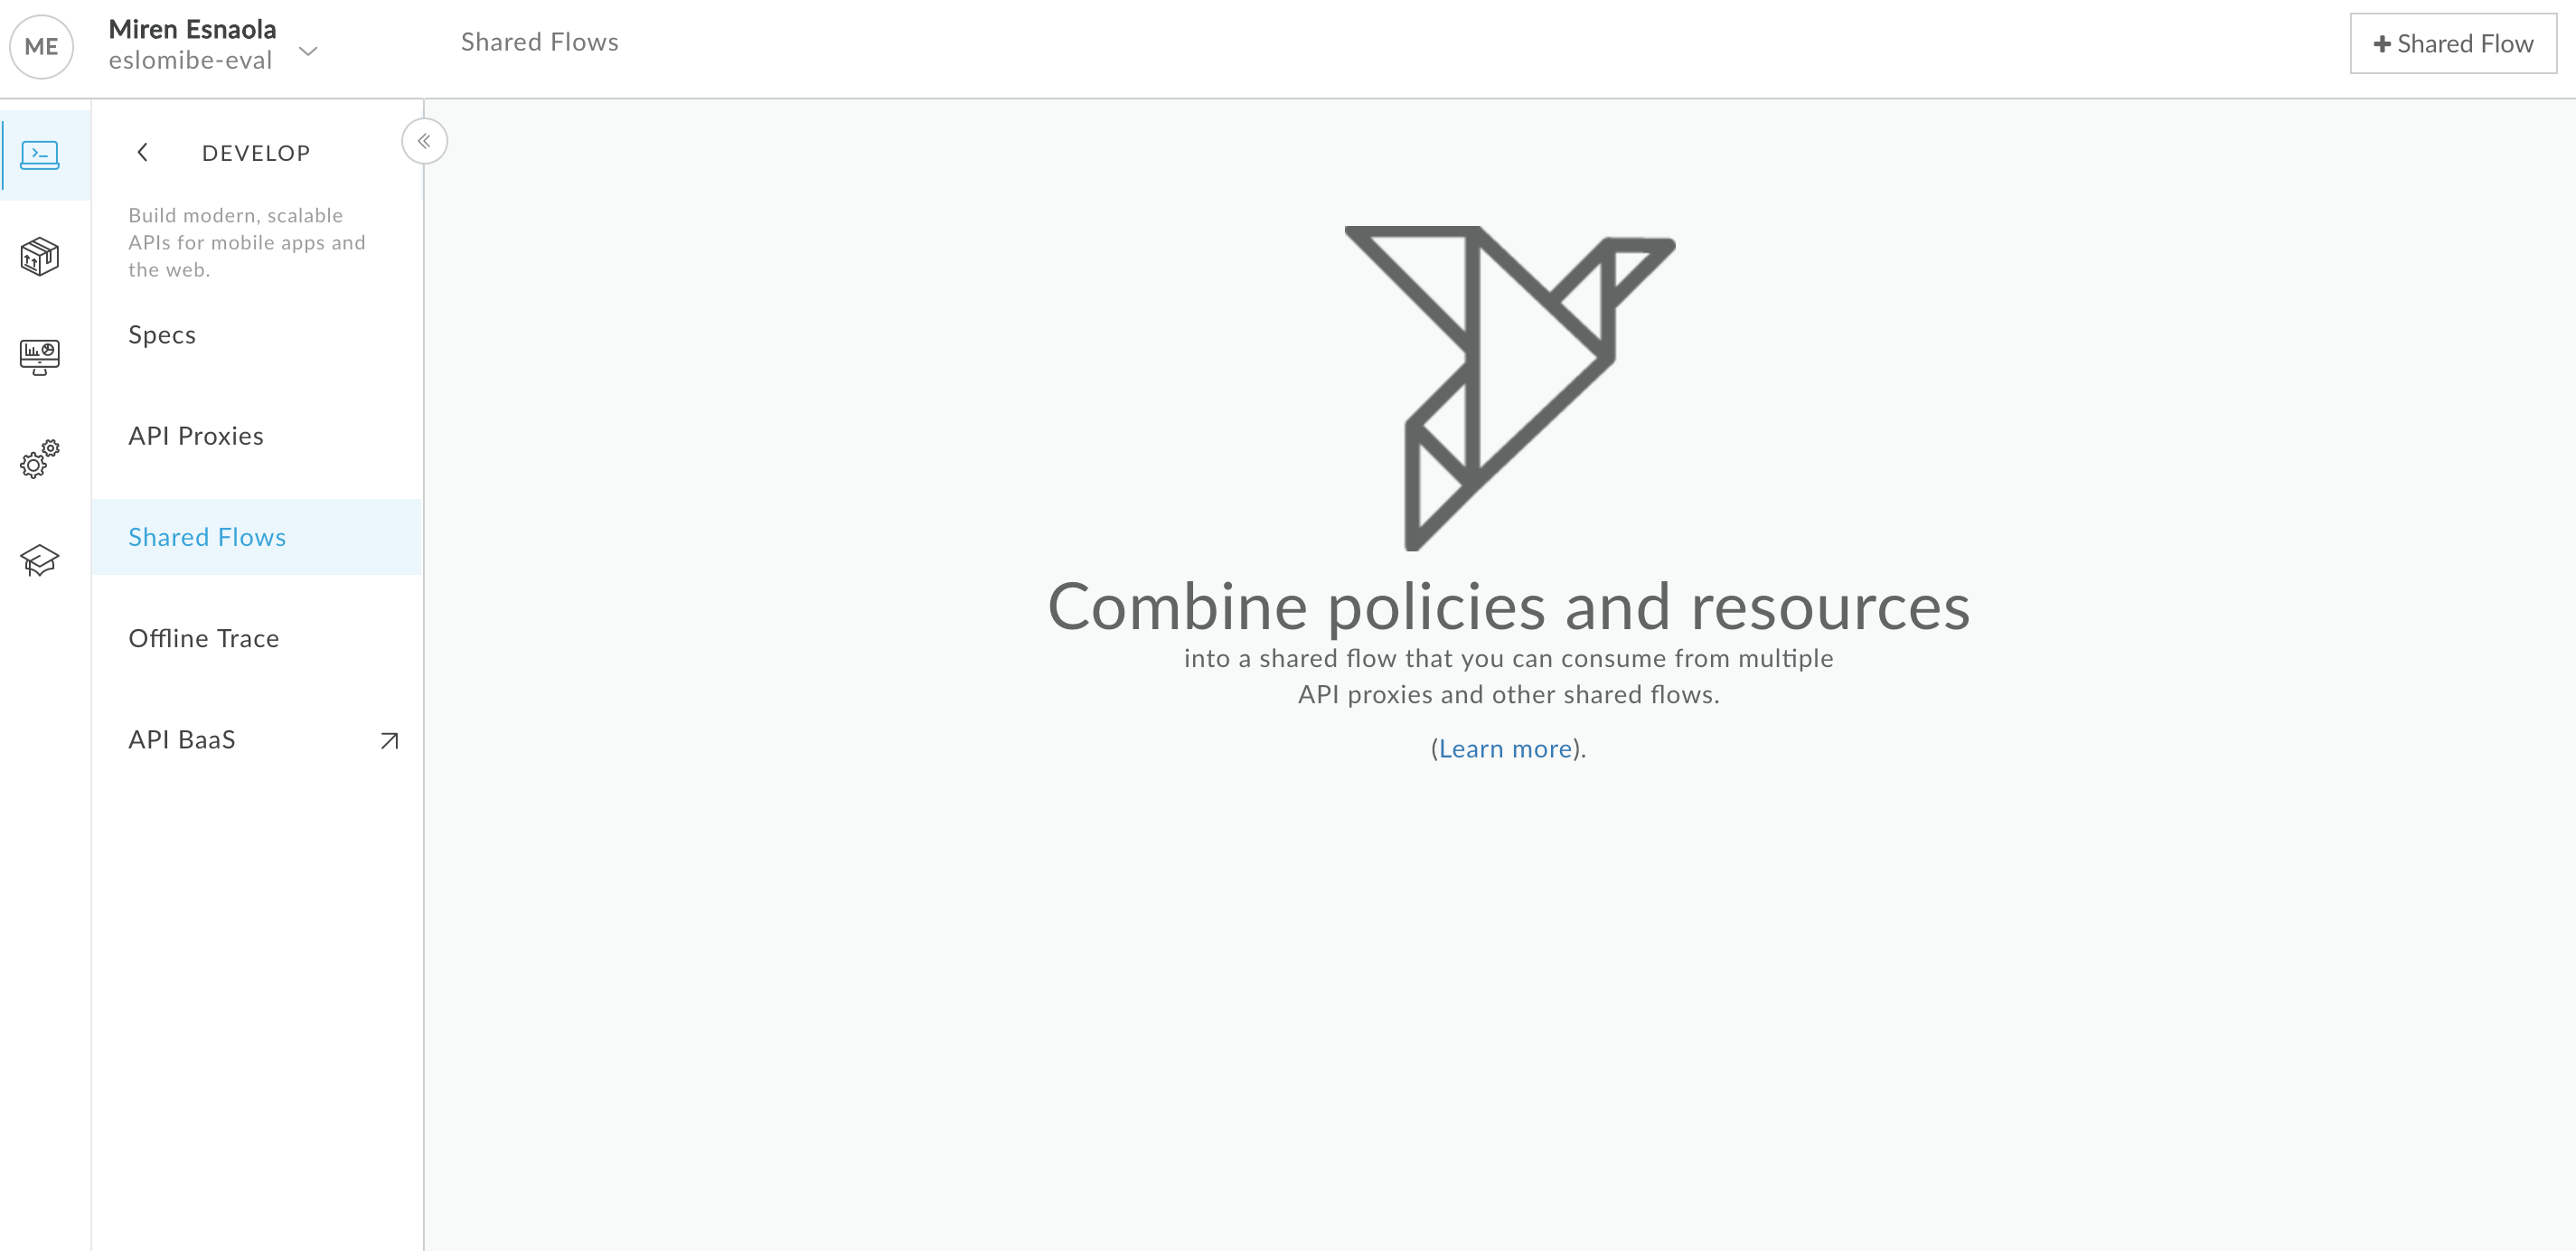 ME
Miren Esnaola
eslomibe-eval
Shared Flows
Shared Flow
DEVELOP
Build modern, scalable
APIs for mobile apps and
the web.
Specs
API Proxies
Shared Flows
Offline Trace
API BaaS
Combine policies and resources
into a shared flow that you can consume from multiple
API proxies and other shared flows.
(Learn more).